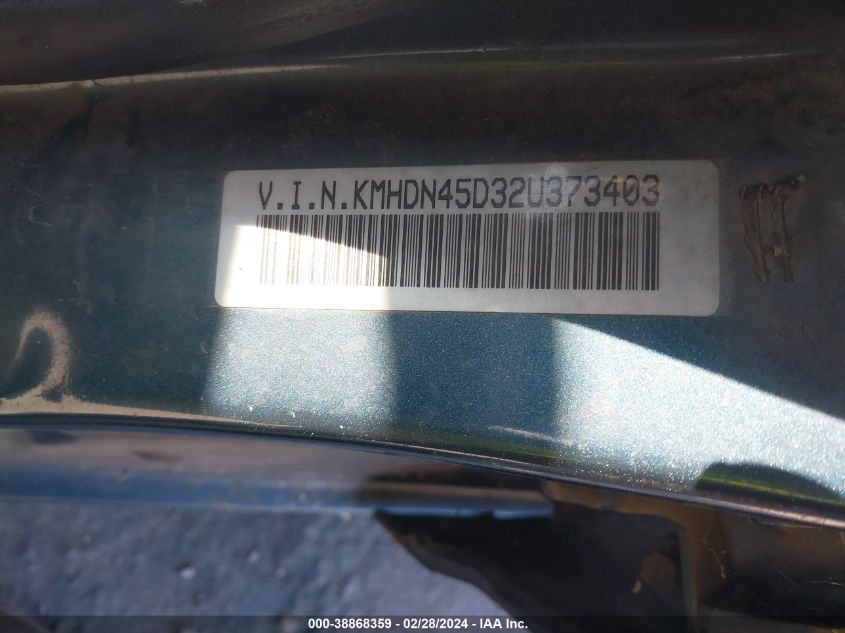 V.I.N.KMHDN45D32U373403
000-38868359 - 02/28/2024 - IAA Inc.